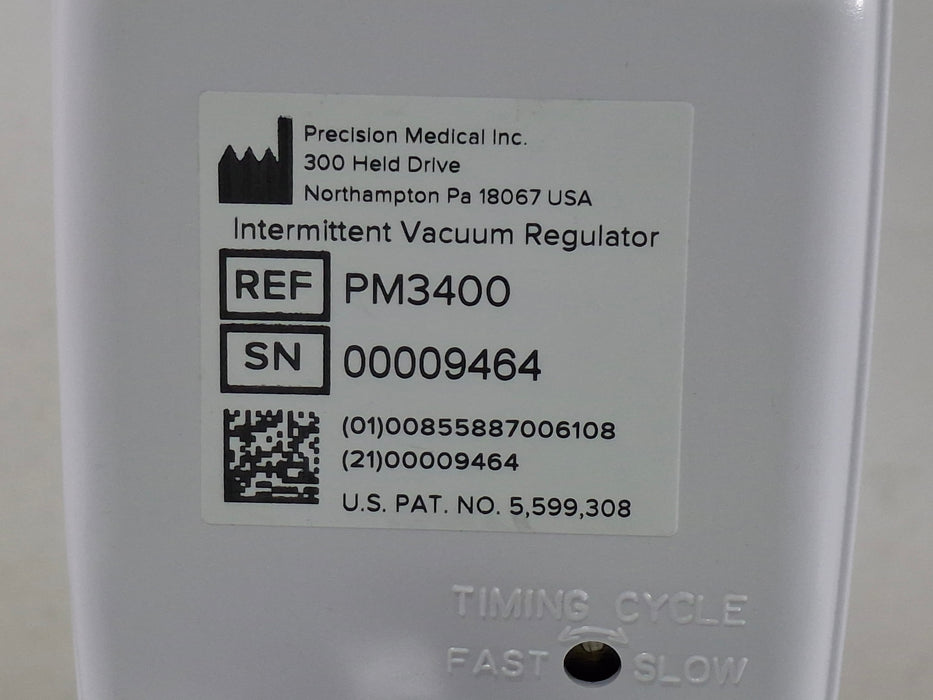 Precision Medical Inc.
300 Held Drive
Northampton Pa 18067 USA
Intermittent Vacuum Regulator
REF PM3400
SN 00009464
(01)00855887006108
(21)00009464
U.S. PAT. NO. 5,599,308
TIMING CYCLE
FAST SLOW